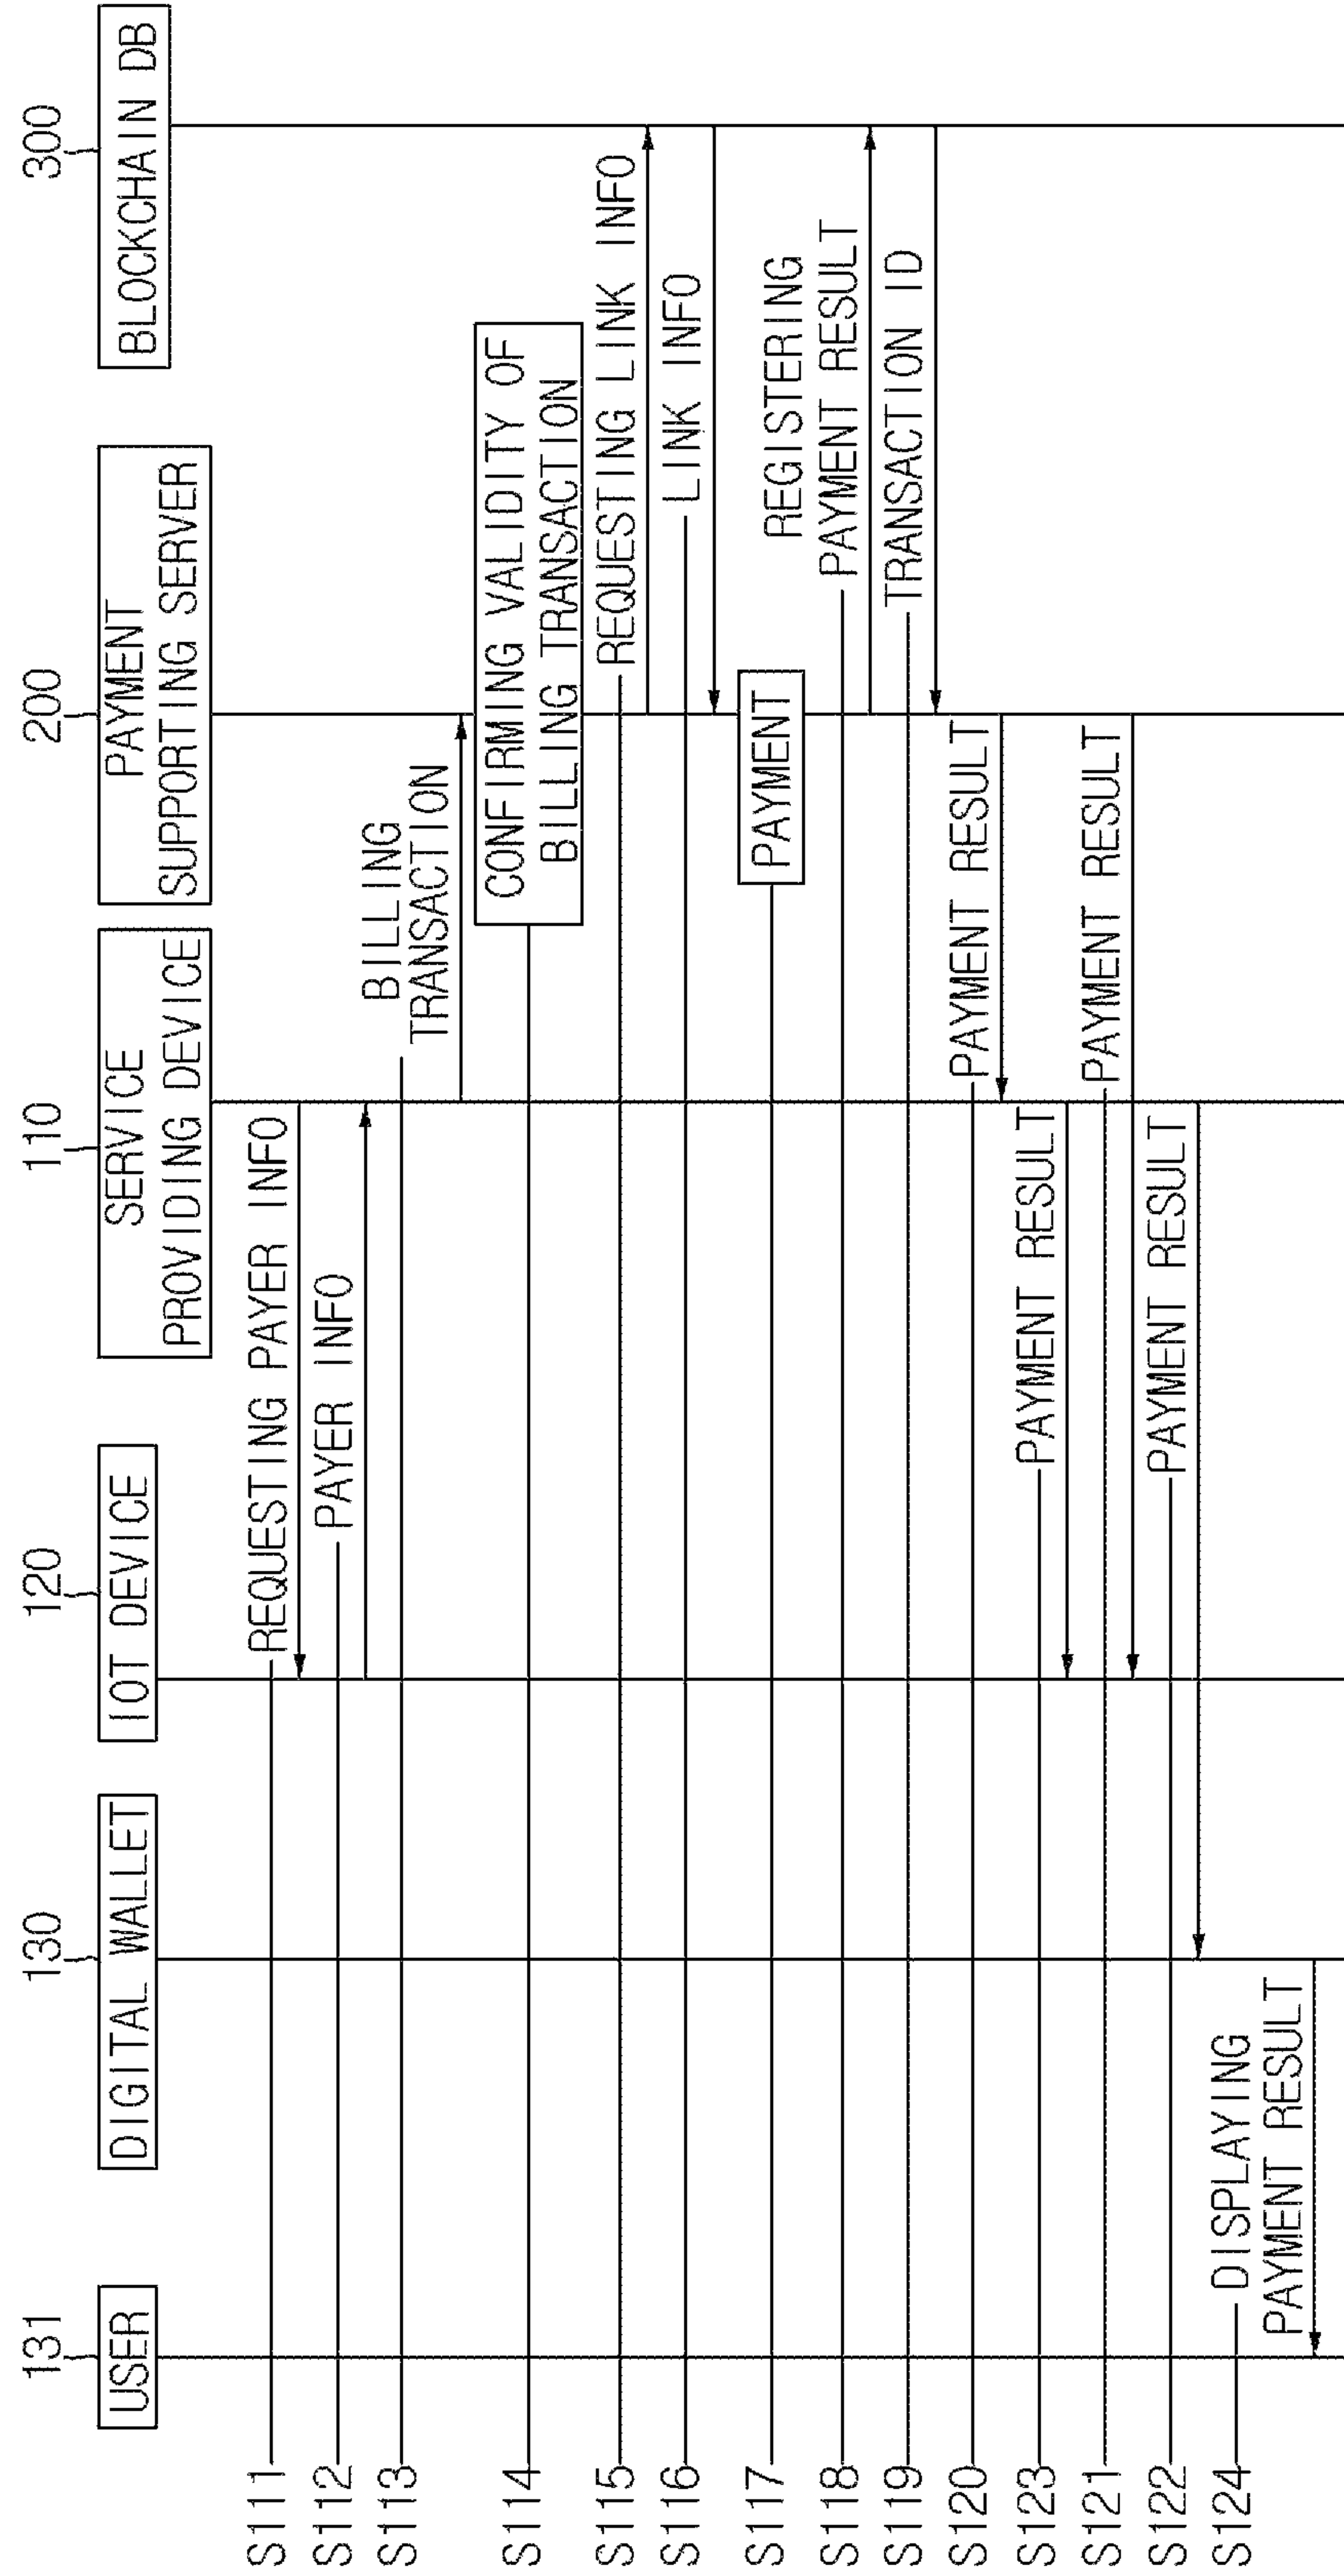 131
130
120
110
200
300
USER
DIGITAL WALLET
IOT DEVICE
SERVICE
PROVIDING DEVICE
PAYMENT
SUPPORTING SERVER
BLOCKCHAIN DB
S111
REQUESTING PAYER INFO
S112
PAYER INFO
S113
BILLING
TRANSACTION
S114
CONFIRMING VALIDITY OF
BILLING TRANSACTION
S115
REQUESTING LINK INFO
S116
LINK INFO
S117
PAYMENT
S118
REGISTERING
PAYMENT RESULT
S119
TRANSACTION ID
S120
PAYMENT RESULT
S123
PAYMENT RESULT
S121
PAYMENT RESULT
S122
PAYMENT RESULT
S124
DISPLAYING
PAYMENT RESULT